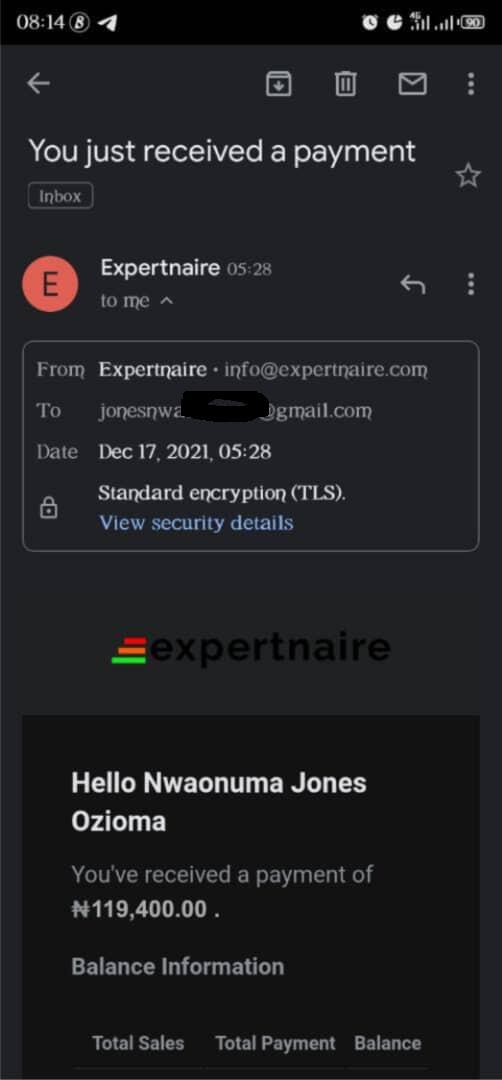 08:14
You just received a payment
Inbox
E
Expertnaire 05:28
to me
From Expertnaire • info@expertnaire.com
To jonesnwa @gmail.com
Date Dec 17, 2021, 05:28
Standard encryption (TLS).
View security details
expertnaire
Hello Nwaonuma Jones
Ozioma
You've received a payment of
₦119,400.00 .
Balance Information
Total Sales Total Payment Balance